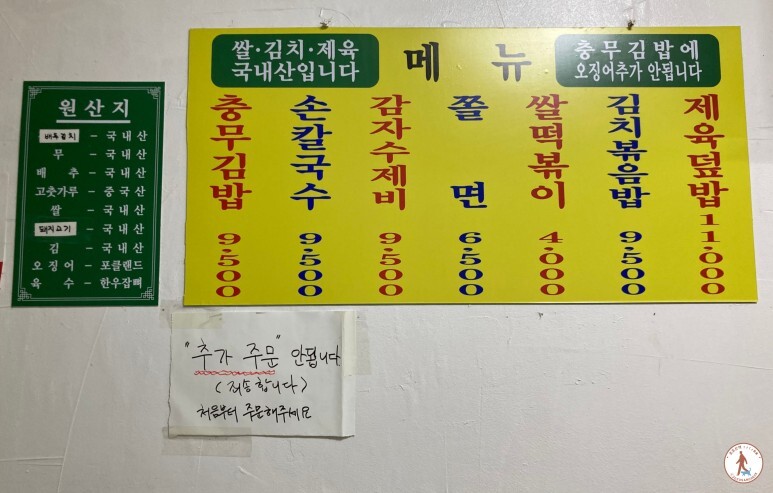 원산지
배추김치 - 국내산
무 - 국내산
배추 - 국내산
고춧가루 - 중국산
쌀 - 국내산
돼지고기 - 국내산
김 - 국내산
오징어 - 포클랜드
육수 - 한우잡뼈
쌀·김치·제육
국내산입니다
메뉴
충무김밥에
오징어추가 안됩니다
충무김밥 9.500
손칼국수 9.500
감자수제비 9.500
쫄면 6.500
쌀떡볶이 4.000
김치볶음밥 9.500
제육덮밥 11.000
"추가 주문" 안됩니다
(죄송합니다)
처음부터 주문해주세요